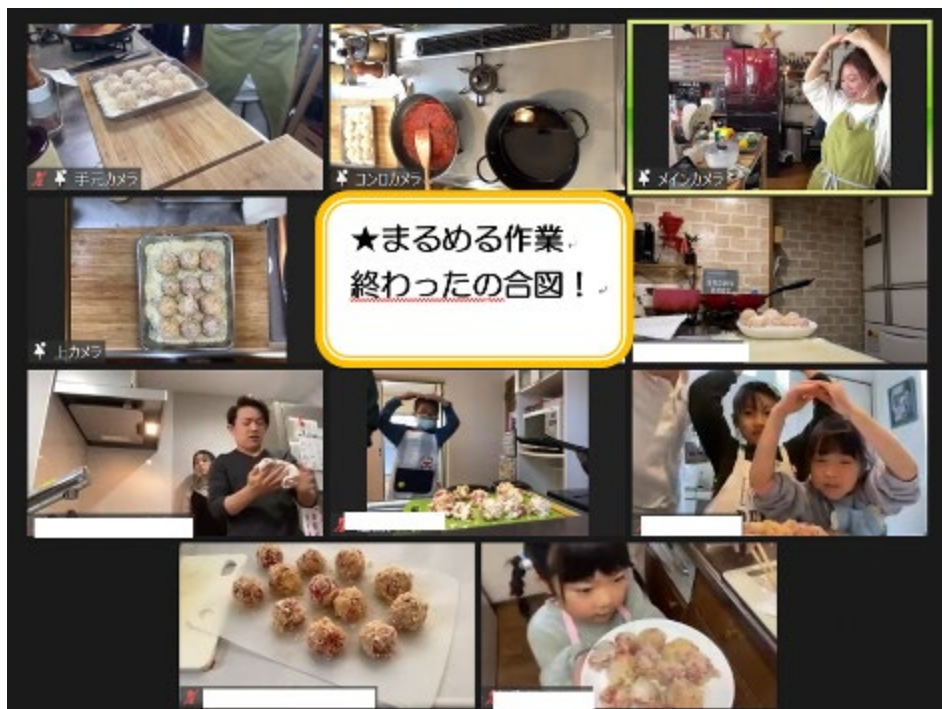 手元カメラ
コンロカメラ
メインカメラ
★まるめる作業
終わったの合図！
上カメラ